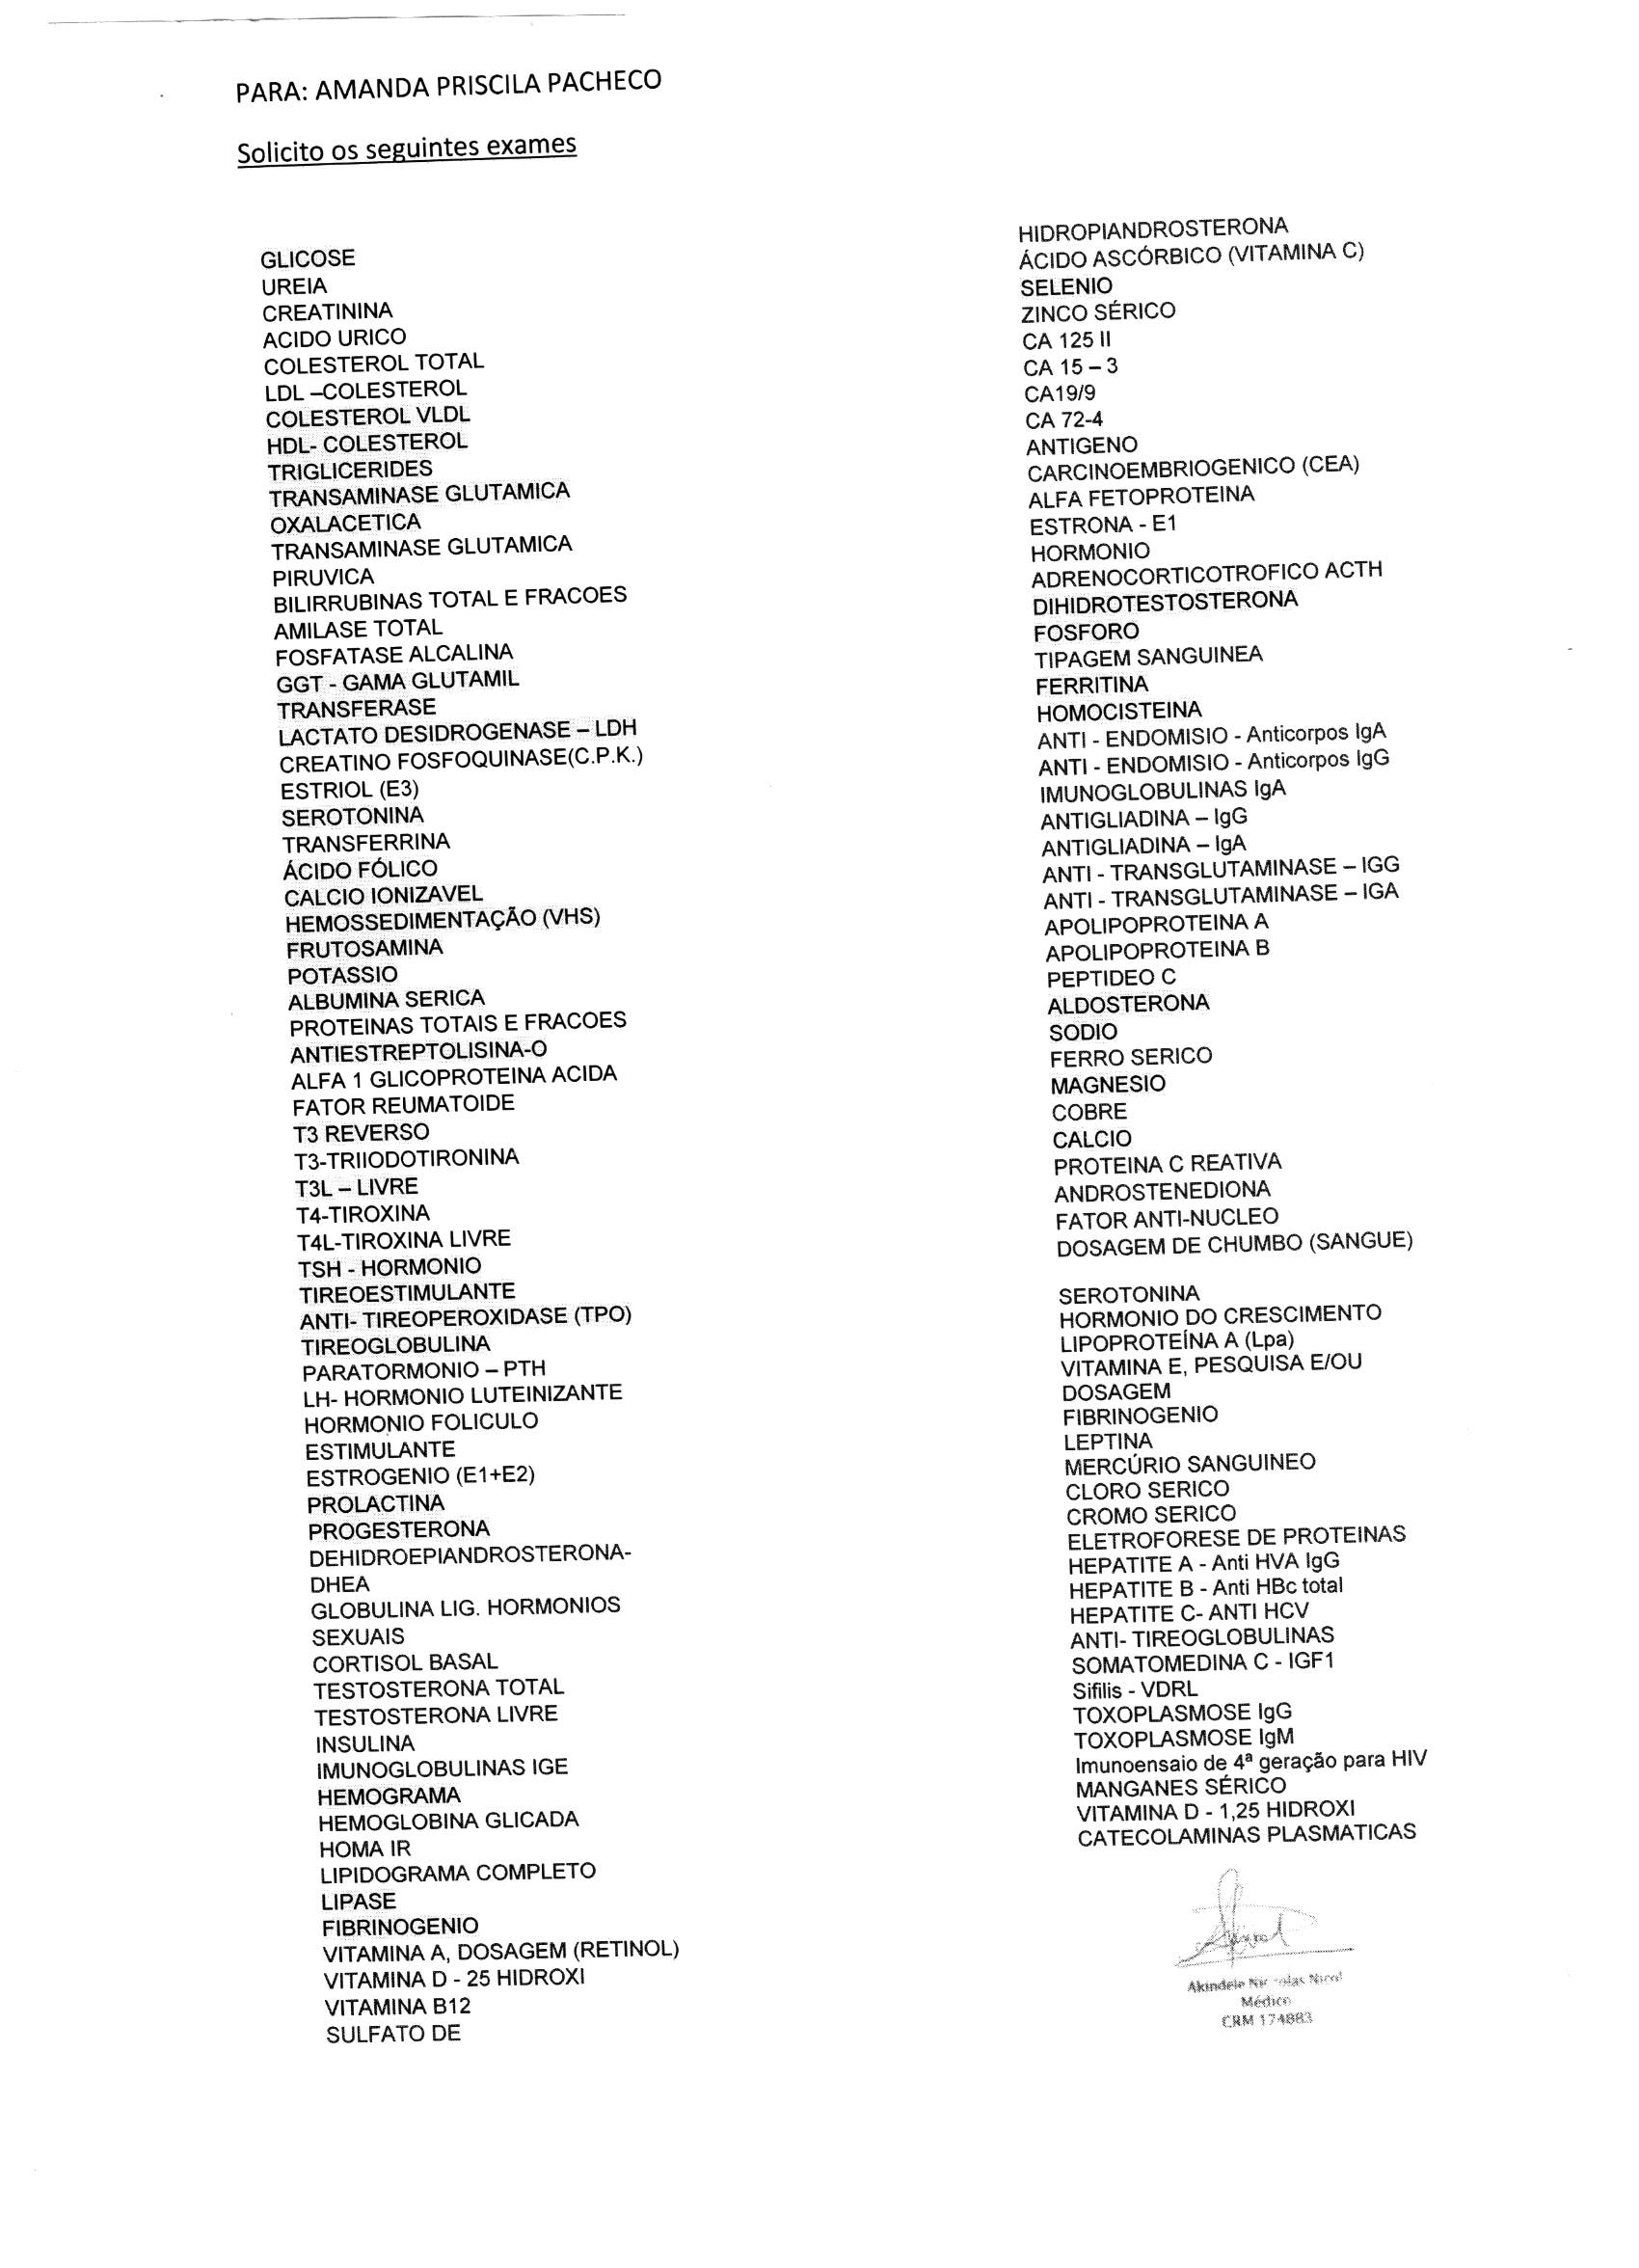 PARA: AMANDA PRISCILA PACHECO
Solicito os seguintes exames
GLICOSE
UREIA
CREATININA
ACIDO URICO
COLESTEROL TOTAL
LDL –COLESTEROL
COLESTEROL VLDL
HDL- COLESTEROL
TRIGLICERIDES
TRANSAMINASE GLUTAMICA
OXALACETICA
TRANSAMINASE GLUTAMICA
PIRUVICA
BILIRRUBINAS TOTAL E FRACOES
AMILASE TOTAL
FOSFATASE ALCALINA
GGT - GAMA GLUTAMIL
TRANSFERASE
LACTATO DESIDROGENASE – LDH
CREATINO FOSFOQUINASE(C.P.K.)
ESTRIOL (E3)
SEROTONINA
TRANSFERRINA
ÁCIDO FÓLICO
CALCIO IONIZAVEL
HEMOSSEDIMENTAÇÃO (VHS)
FRUTOSAMINA
POTASSIO
ALBUMINA SERICA
PROTEINAS TOTAIS E FRACOES
ANTIESTREPTOLISINA-O
ALFA 1 GLICOPROTEINA ACIDA
FATOR REUMATOIDE
T3 REVERSO
T3-TRIIODOTIRONINA
T3L – LIVRE
T4-TIROXINA
T4L-TIROXINA LIVRE
TSH - HORMONIO
TIREOESTIMULANTE
ANTI- TIREOPEROXIDASE (TPO)
TIREOGLOBULINA
PARATORMONIO – PTH
LH- HORMONIO LUTEINIZANTE
HORMONIO FOLICULO
ESTIMULANTE
ESTROGENIO (E1+E2)
PROLACTINA
PROGESTERONA
DEHIDROEPIANDROSTERONA-
DHEA
GLOBULINA LIG. HORMONIOS
SEXUAIS
CORTISOL BASAL
TESTOSTERONA TOTAL
TESTOSTERONA LIVRE
INSULINA
IMUNOGLOBULINAS IGE
HEMOGRAMA
HEMOGLOBINA GLICADA
HOMA IR
LIPIDOGRAMA COMPLETO
LIPASE
FIBRINOGENIO
VITAMINA A, DOSAGEM (RETINOL)
VITAMINA D - 25 HIDROXI
VITAMINA B12
SULFATO DE
HIDROPIANDROSTERONA
ÁCIDO ASCÓRBICO (VITAMINA C)
SELENIO
ZINCO SÉRICO
CA 125 II
CA 15 – 3
CA19/9
CA 72-4
ANTIGENO
CARCINOEMBRIOGENICO (CEA)
ALFA FETOPROTEINA
ESTRONA - E1
HORMONIO
ADRENOCORTICOTROFICO ACTH
DIHIDROTESTOSTERONA
FOSFORO
TIPAGEM SANGUINEA
FERRITINA
HOMOCISTEINA
ANTI - ENDOMISIO - Anticorpos IgA
ANTI - ENDOMISIO - Anticorpos IgG
IMUNOGLOBULINAS IgA
ANTIGLIADINA – IgG
ANTIGLIADINA – IgA
ANTI - TRANSGLUTAMINASE – IGG
ANTI - TRANSGLUTAMINASE – IGA
APOLIPOPROTEINA A
APOLIPOPROTEINA B
PEPTIDEO C
ALDOSTERONA
SODIO
FERRO SERICO
MAGNESIO
COBRE
CALCIO
PROTEINA C REATIVA
ANDROSTENEDIONA
FATOR ANTI-NUCLEO
DOSAGEM DE CHUMBO (SANGUE)
SEROTONINA
HORMONIO DO CRESCIMENTO
LIPOPROTEÍNA A (Lpa)
VITAMINA E, PESQUISA E/OU
DOSAGEM
FIBRINOGENIO
LEPTINA
MERCÚRIO SANGUINEO
CLORO SERICO
CROMO SERICO
ELETROFORESE DE PROTEINAS
HEPATITE A - Anti HVA IgG
HEPATITE B - Anti HBc total
HEPATITE C- ANTI HCV
ANTI- TIREOGLOBULINAS
SOMATOMEDINA C - IGF1
Sifilis - VDRL
TOXOPLASMOSE IgG
TOXOPLASMOSE IgM
Imunoensaio de 4ª geração para HIV
MANGANES SÉRICO
VITAMINA D - 1,25 HIDROXI
CATECOLAMINAS PLASMATICAS
Akindele
Médico
CRM 174883